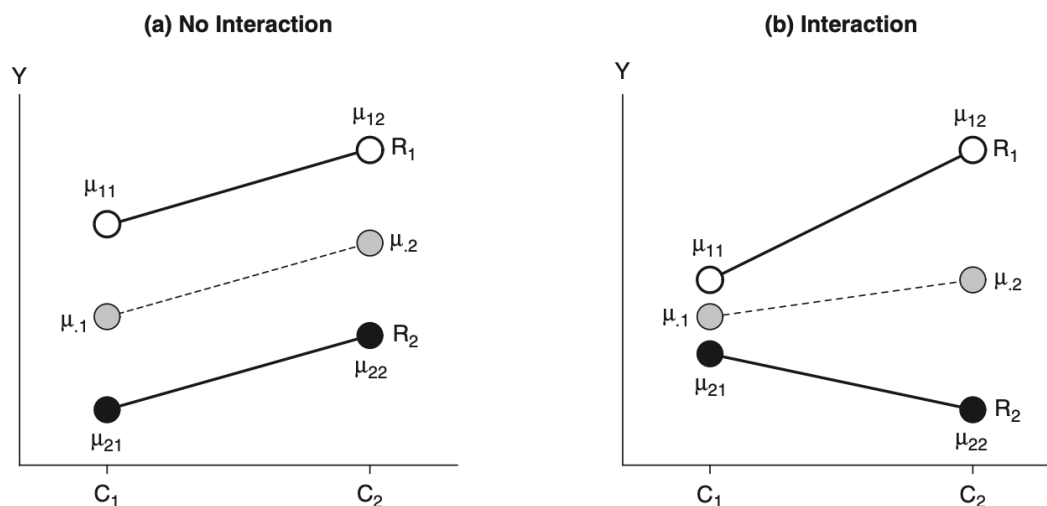 (a) No Interaction
Y
μ12
R1
μ11
μ.2
μ.1
R2
μ22
μ21
C1
C2
(b) Interaction
Y
μ12
R1
μ11
μ.2
μ.1
μ21
R2
μ22
C1
C2